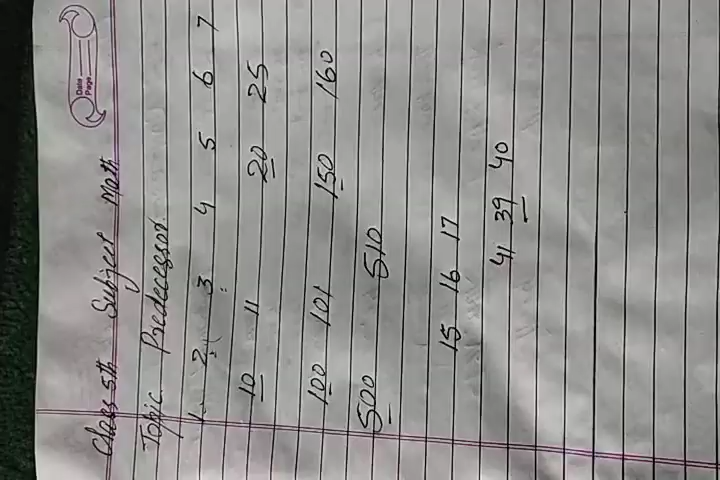 Date
Page
Class 5th Subject Math
Topic Predecessor
1 2 3 4 5 6 7
10 11 20 25
100 101 150 160
500 510
15 16 17
41 39 40